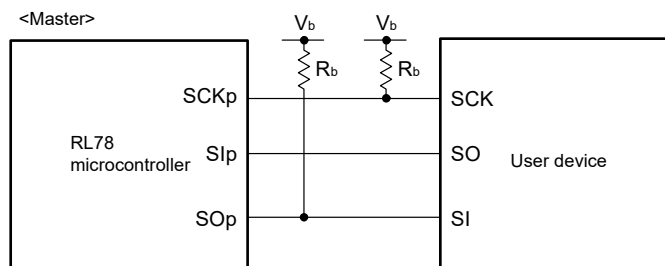 <Master>
Vb Vb
Rb Rb
SCKp SCK
RL78
microcontroller
SIp SO
User device
SOp SI